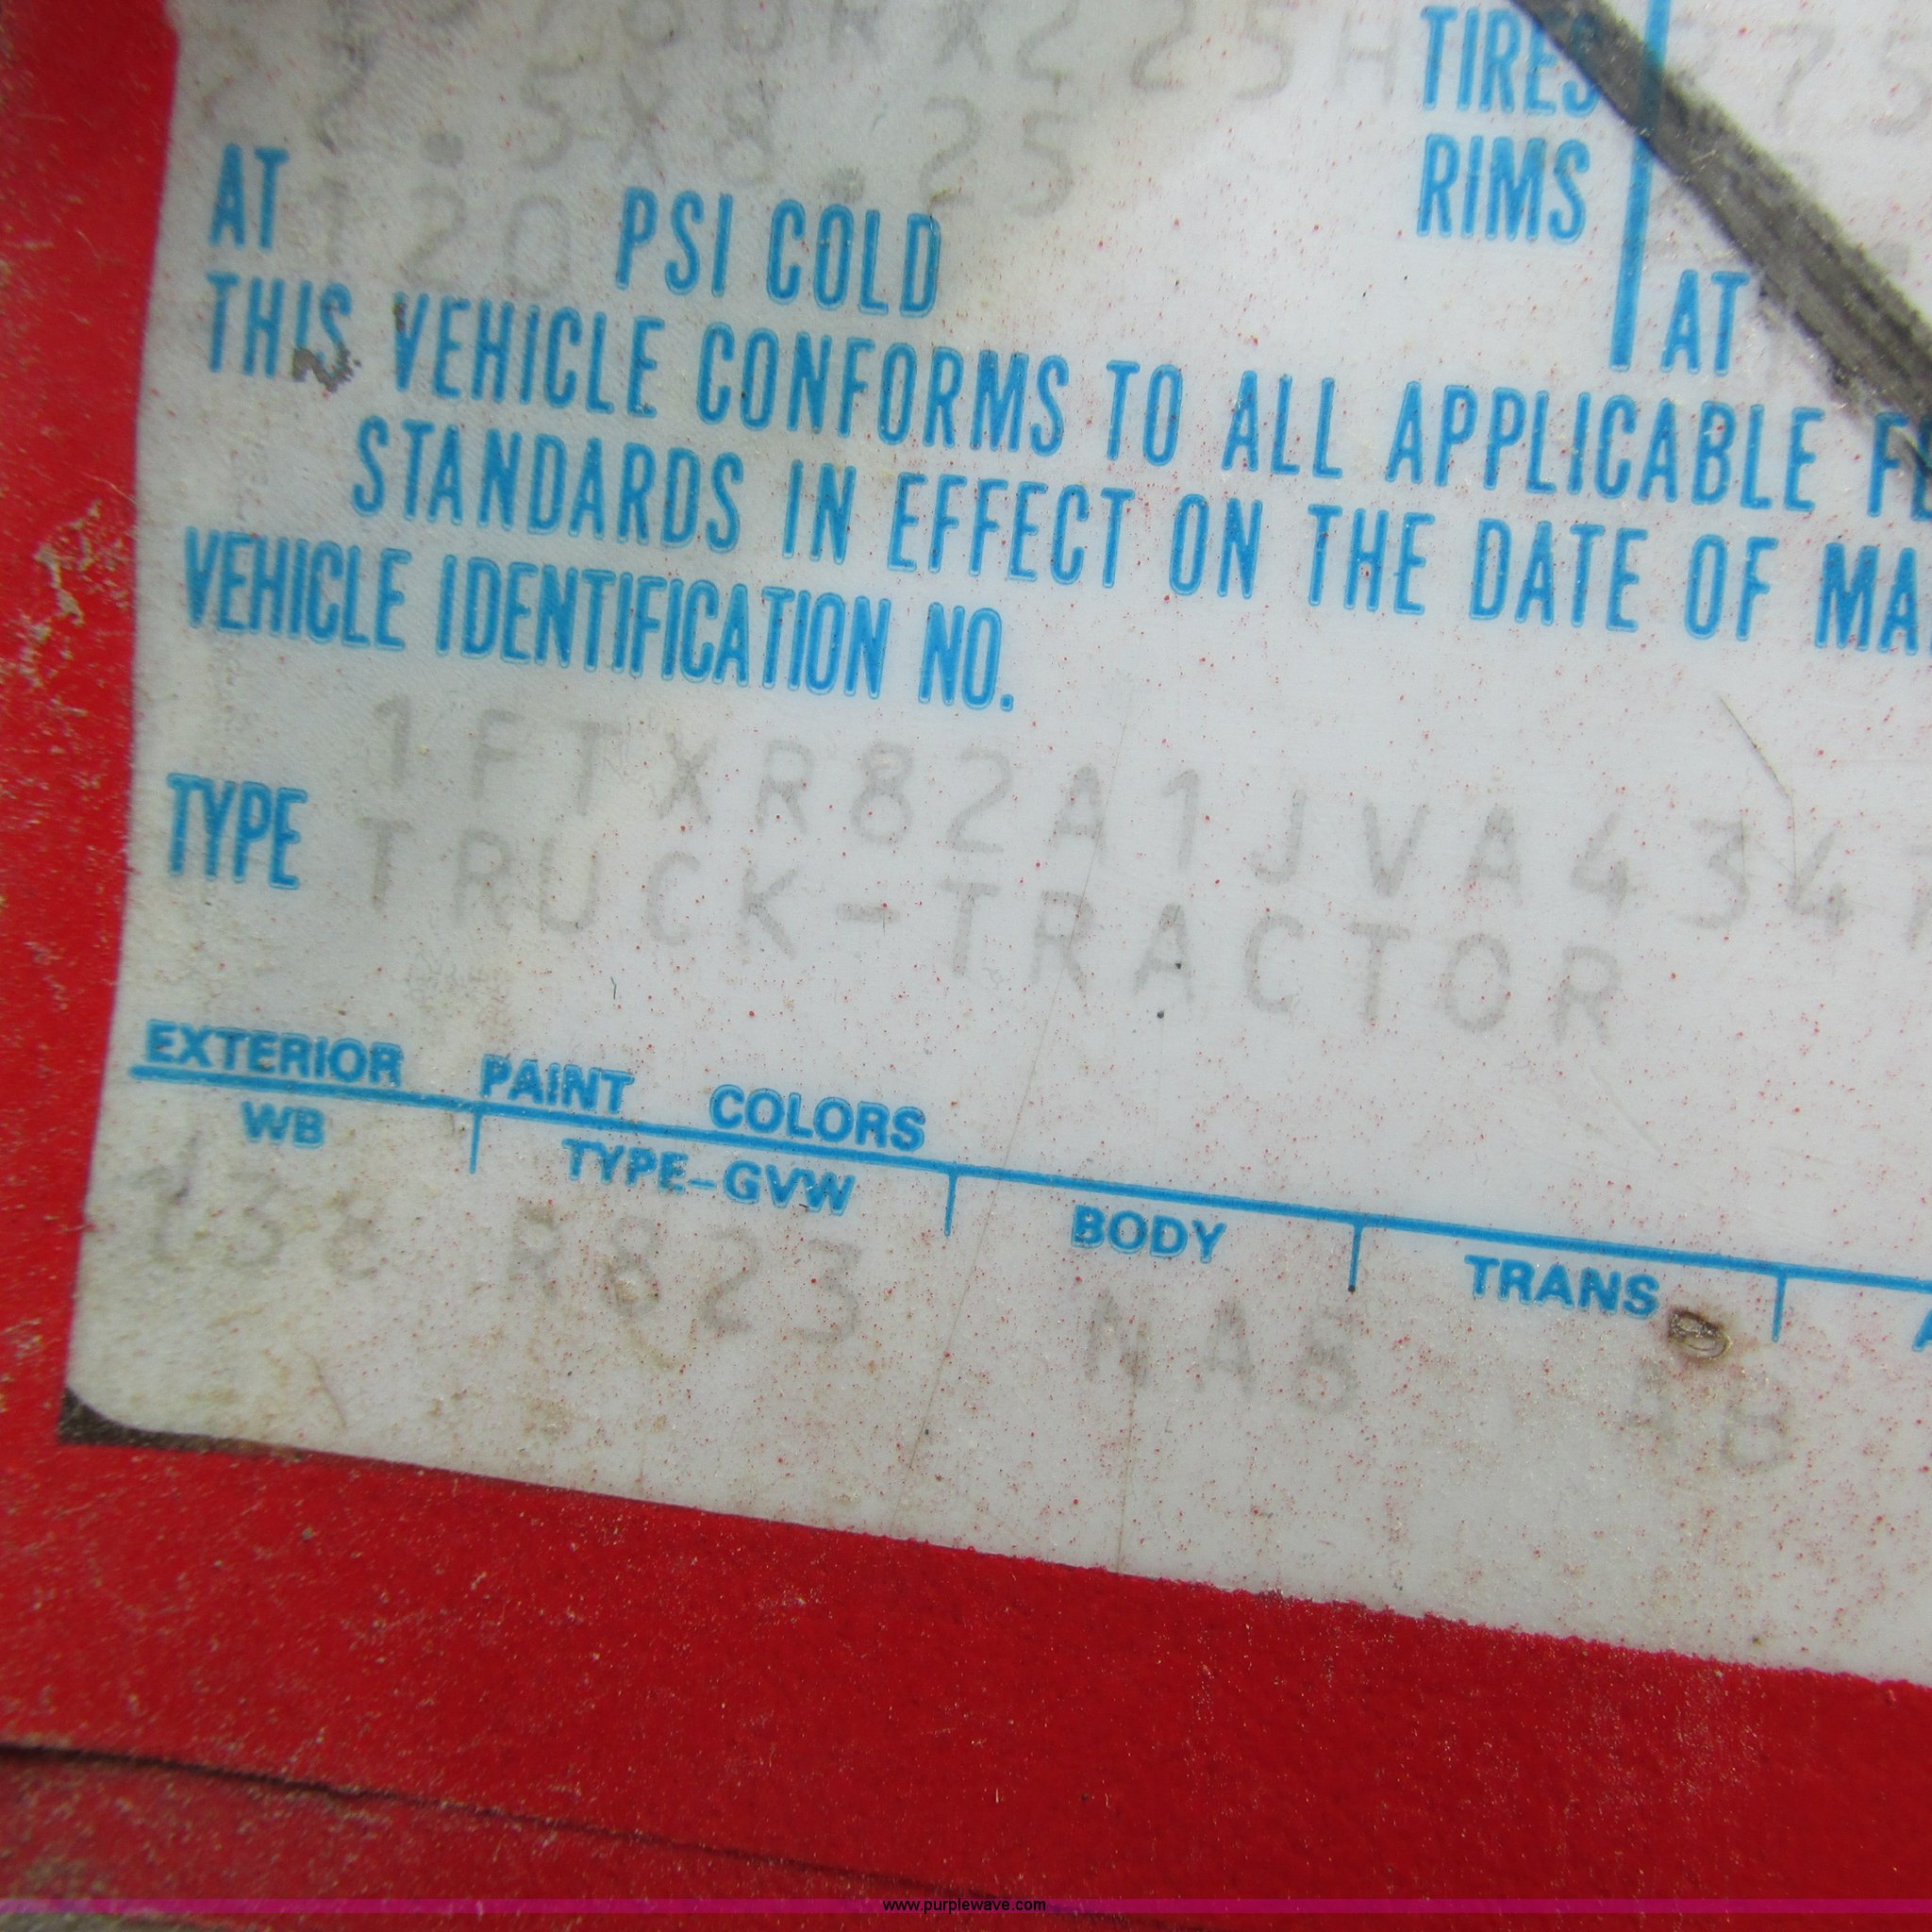 TIRES
22.5X8.25
RIMS
AT 120 PSI COLD
AT
THIS VEHICLE CONFORMS TO ALL APPLICABLE
STANDARDS IN EFFECT ON THE DATE OF
VEHICLE IDENTIFICATION NO.
1FTXR82A1JVA434
TYPE TRUCK-TRACTOR
EXTERIOR PAINT COLORS
WB TYPE-GVW BODY TRANS
138 R823 NA5
www.purplewave.com